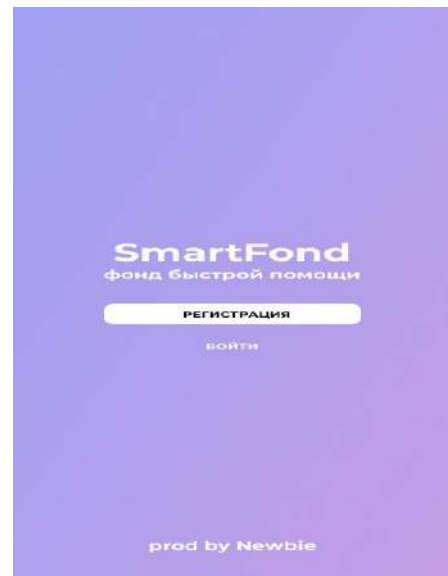 SmartFond
фонд быстрой помощи
РЕГИСТРАЦИЯ
ВОЙТИ
prod by Newbie